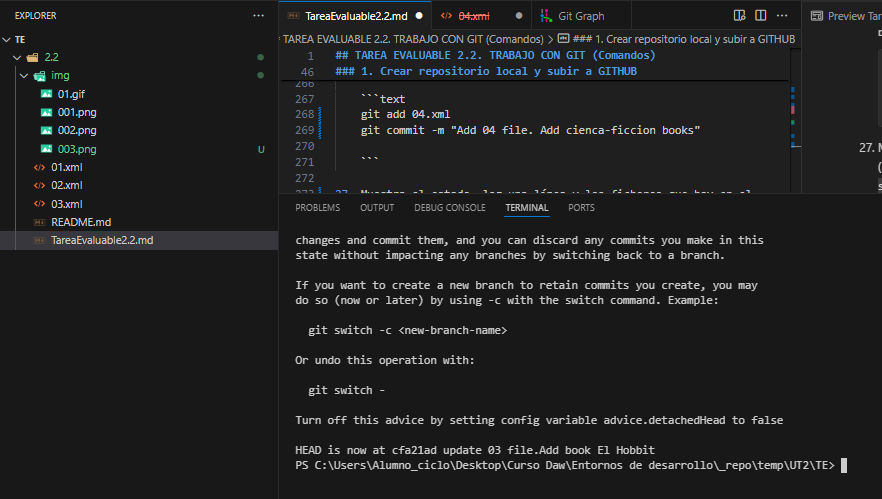 EXPLORER
TareaEvaluable2.2.md
04.xml
Git Graph
Preview Tar
TE
TAREA EVALUABLE 2.2. TRABAJO CON GIT (Comandos) > ### 1. Crear repositorio local y subir a GITHUB
2.2
img
01.gif
001.png
002.png
003.png U
01.xml
02.xml
03.xml
README.md
TareaEvaluable2.2.md
1 ## TAREA EVALUABLE 2.2. TRABAJO CON GIT (Comandos)
46 ### 1. Crear repositorio local y subir a GITHUB
266
267 ```text
268 git add 04.xml
269 git commit -m "Add 04 file. Add cienca-ficcion books"
270
271 ```
272
27. M
PROBLEMS OUTPUT DEBUG CONSOLE TERMINAL PORTS
changes and commit them, and you can discard any commits you make in this
state without impacting any branches by switching back to a branch.
If you want to create a new branch to retain commits you create, you may
do so (now or later) by using -c with the switch command. Example:
git switch -c <new-branch-name>
Or undo this operation with:
git switch -
Turn off this advice by setting config variable advice.detachedHead to false
HEAD is now at cfa21ad update 03 file.Add book El Hobbit
PS C:\Users\Alumno_ciclo\Desktop\Curso Daw\Entornos de desarrollo\_repo\temp\UT2\TE>